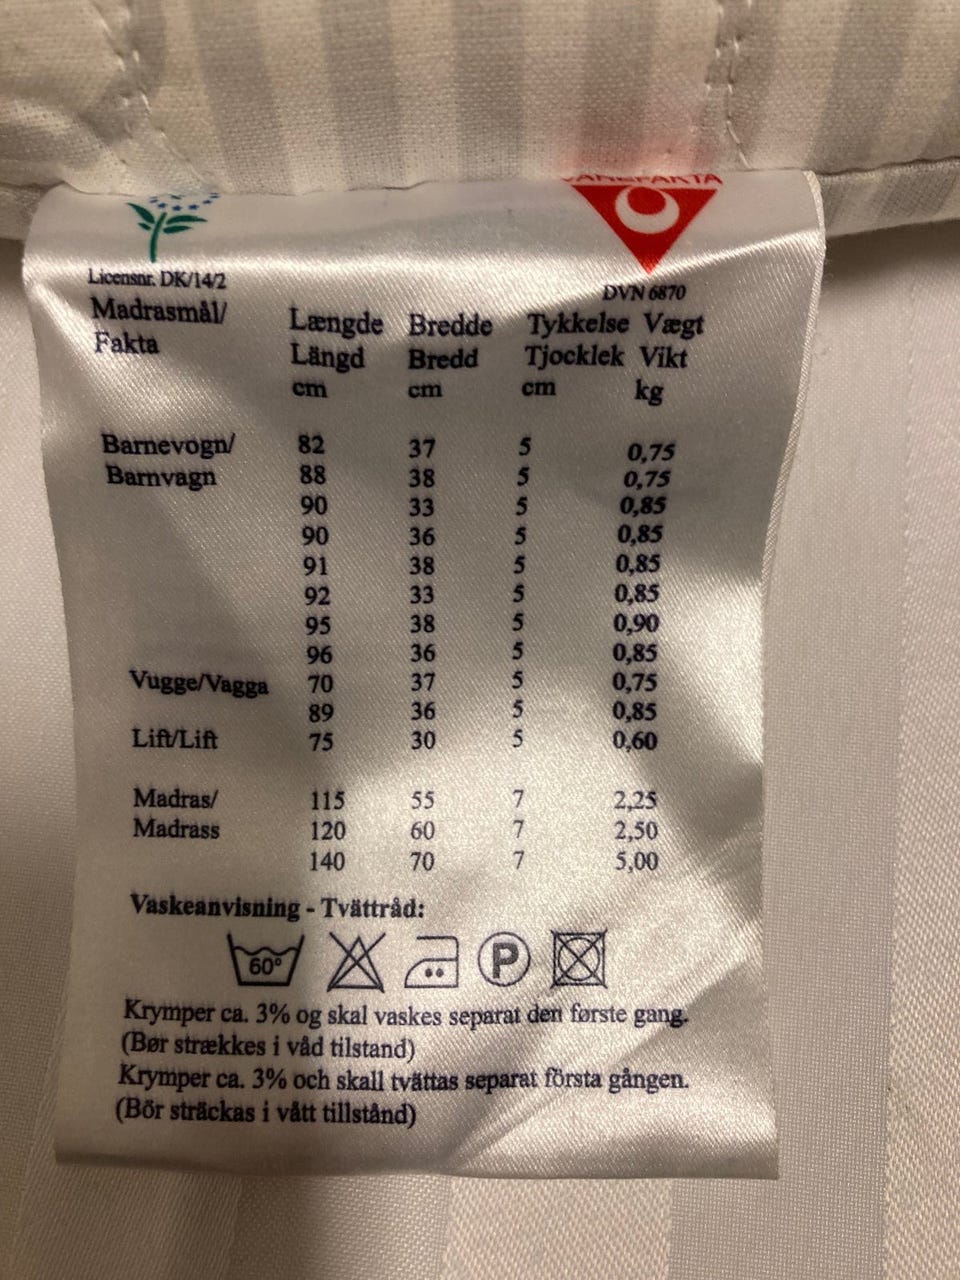 VAREFAKTA
Licensnr. DK/14/2
DVN 6870
Madrasmål/ Længde Bredde Tykkelse Vægt
Fakta Längd Bredd Tjocklek Vikt
cm cm cm kg
Barnevogn/ 82 37 5 0,75
Barnvagn 88 38 5 0,75
90 33 5 0,85
90 36 5 0,85
91 38 5 0,85
92 33 5 0,85
95 38 5 0,90
96 36 5 0,85
Vugge/Vagga 70 37 5 0,75
89 36 5 0,85
Lift/Lift 75 30 5 0,60
Madras/ 115 55 7 2,25
Madrass 120 60 7 2,50
140 70 7 5,00
Vaskeanvisning - Tvättråd:
60° P
Krymper ca. 3% og skal vaskes separat den første gang.
(Bør strækkes i våd tilstand)
Krymper ca. 3% och skall tvättas separat första gången.
(Bör sträckas i vått tillstånd)